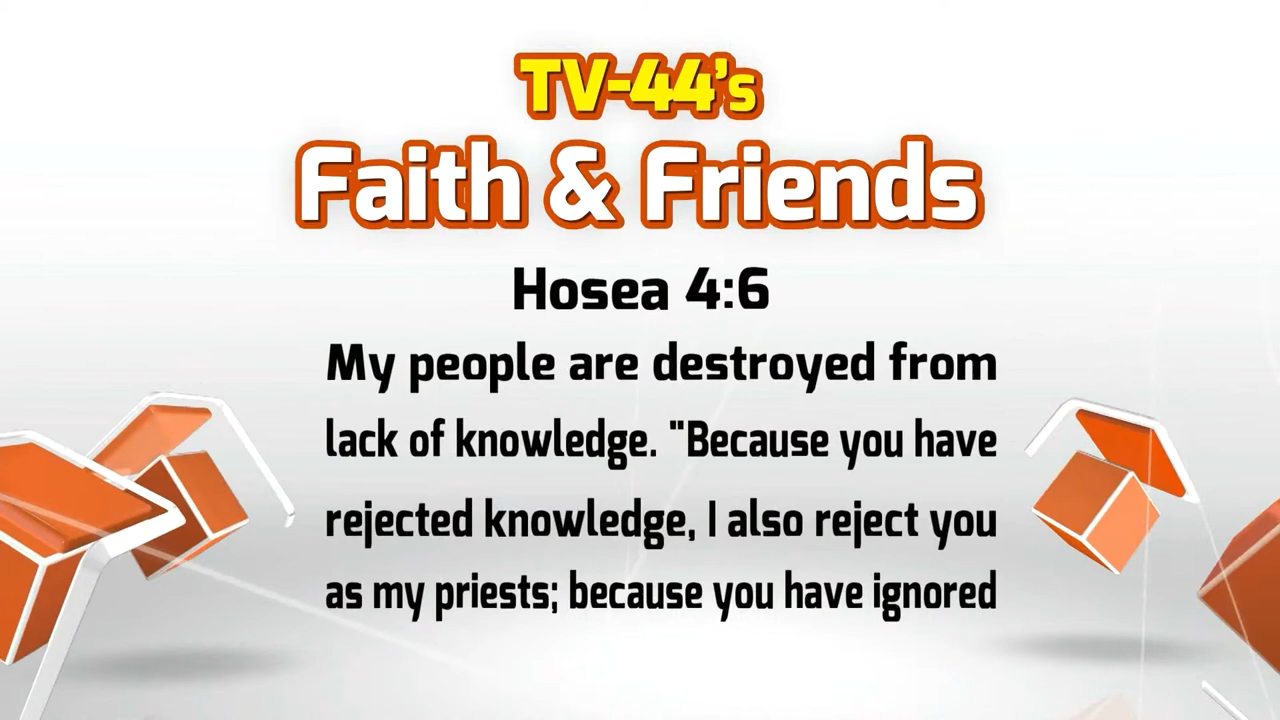 TV-44's
Faith & Friends
Hosea 4:6
My people are destroyed from
lack of knowledge. "Because you have
rejected knowledge, I also reject you
as my priests; because you have ignored